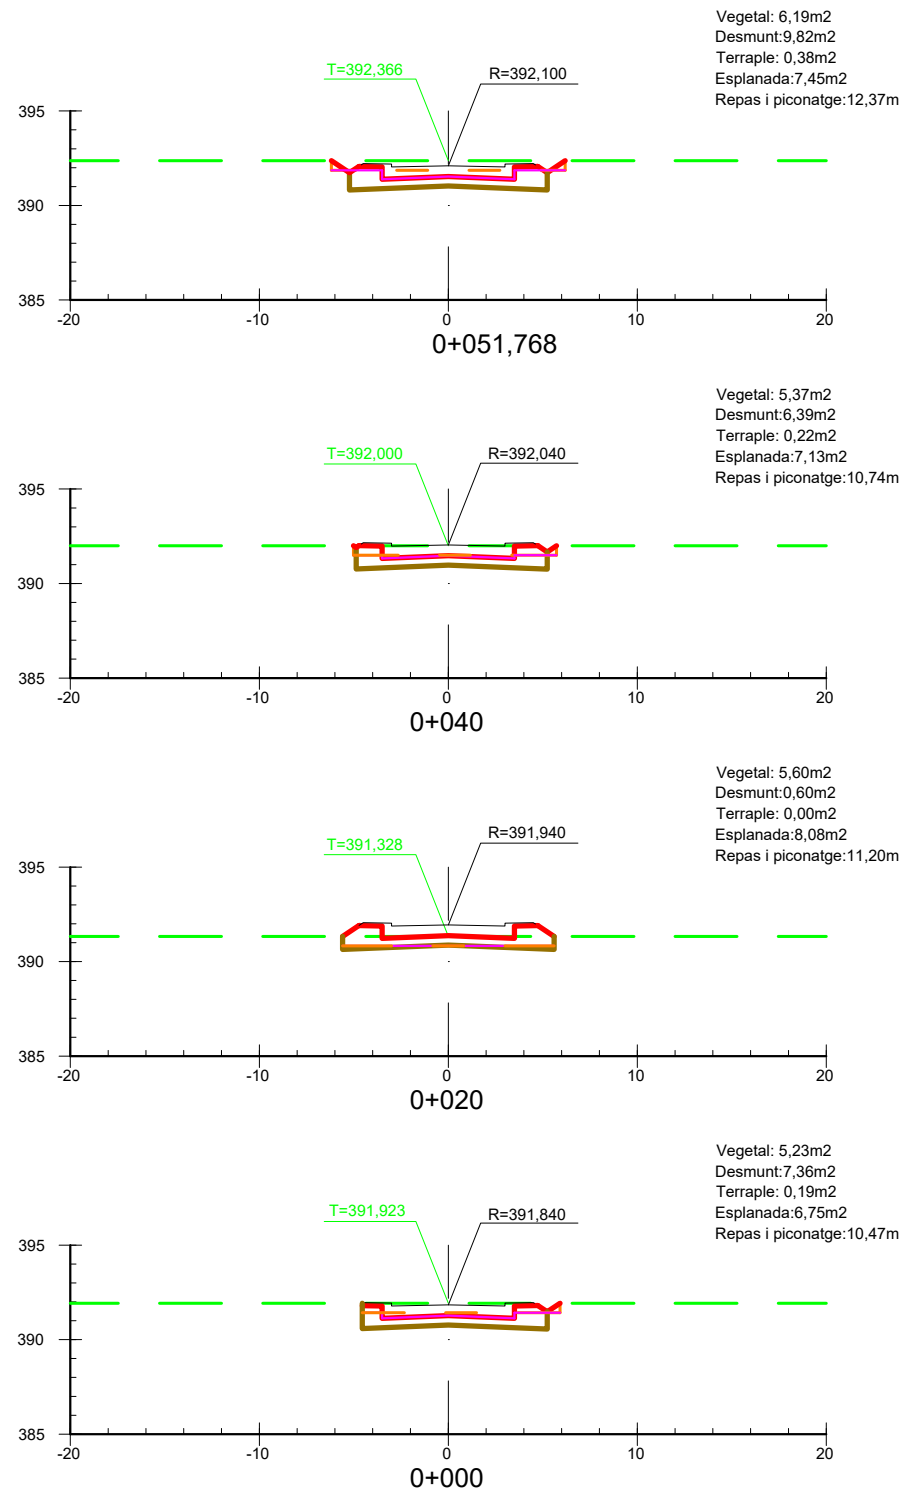 Vegetal: 6,19m2
Desmunt:9,82m2
Terraple: 0,38m2
Esplanada:7,45m2
Repas i piconatge:12,37m
T=392,366
R=392,100
395
390
385
-20 -10 0 10 20
0+051,768
Vegetal: 5,37m2
Desmunt:6,39m2
Terraple: 0,22m2
Esplanada:7,13m2
Repas i piconatge:10,74m
T=392,000
R=392,040
395
390
385
-20 -10 0 10 20
0+040
Vegetal: 5,60m2
Desmunt:0,60m2
Terraple: 0,00m2
Esplanada:8,08m2
Repas i piconatge:11,20m
T=391,328
R=391,940
395
390
385
-20 -10 0 10 20
0+020
Vegetal: 5,23m2
Desmunt:7,36m2
Terraple: 0,19m2
Esplanada:6,75m2
Repas i piconatge:10,47m
T=391,923
R=391,840
395
390
385
-20 -10 0 10 20
0+000